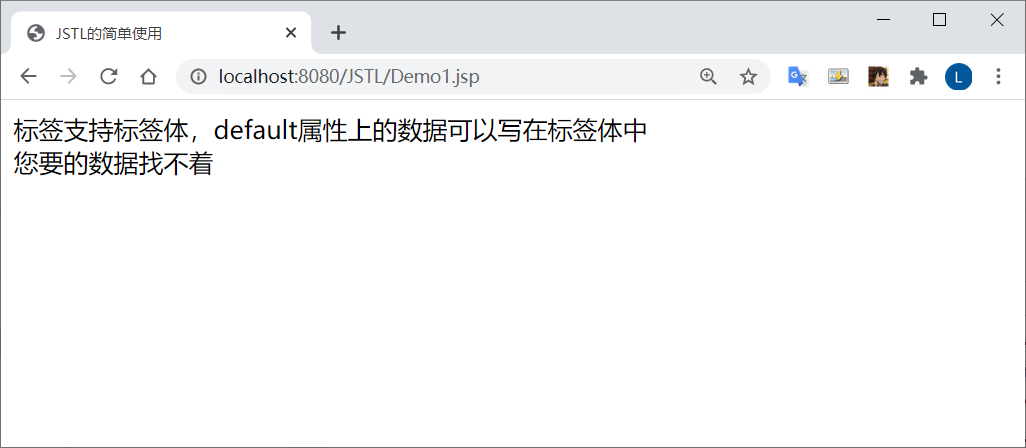 JSTL的简单使用
localhost:8080/JSTL/Demo1.jsp
L
标签支持标签体，default属性上的数据可以写在标签体中
您要的数据找不着